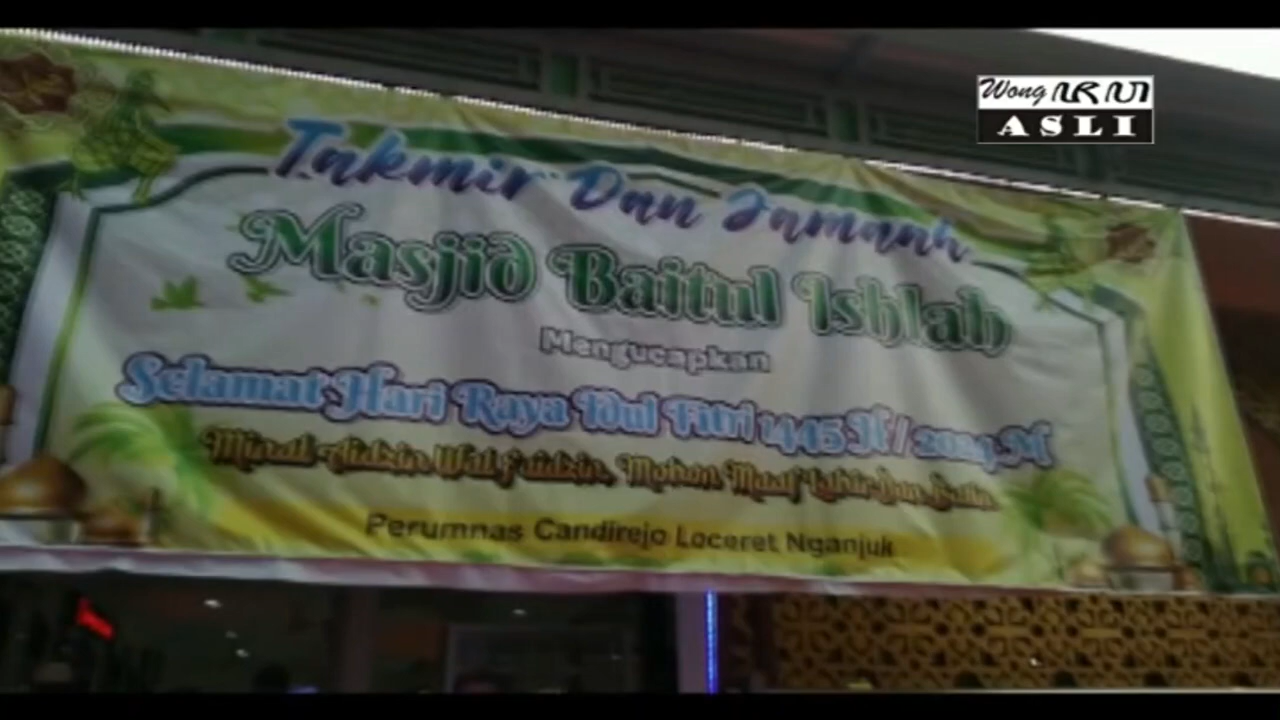 Wong ꦗꦮ
ASLI
Takmir Dan Jamaah
Masjid Baitul Ishlah
Mengucapkan
Selamat Hari Raya Idul Fitri 1445 H / 2024 M
Minal Aidzin Wal Faidzin, Mohon Maaf Lahir dan Batin
Perumnas Candirejo Loceret Nganjuk